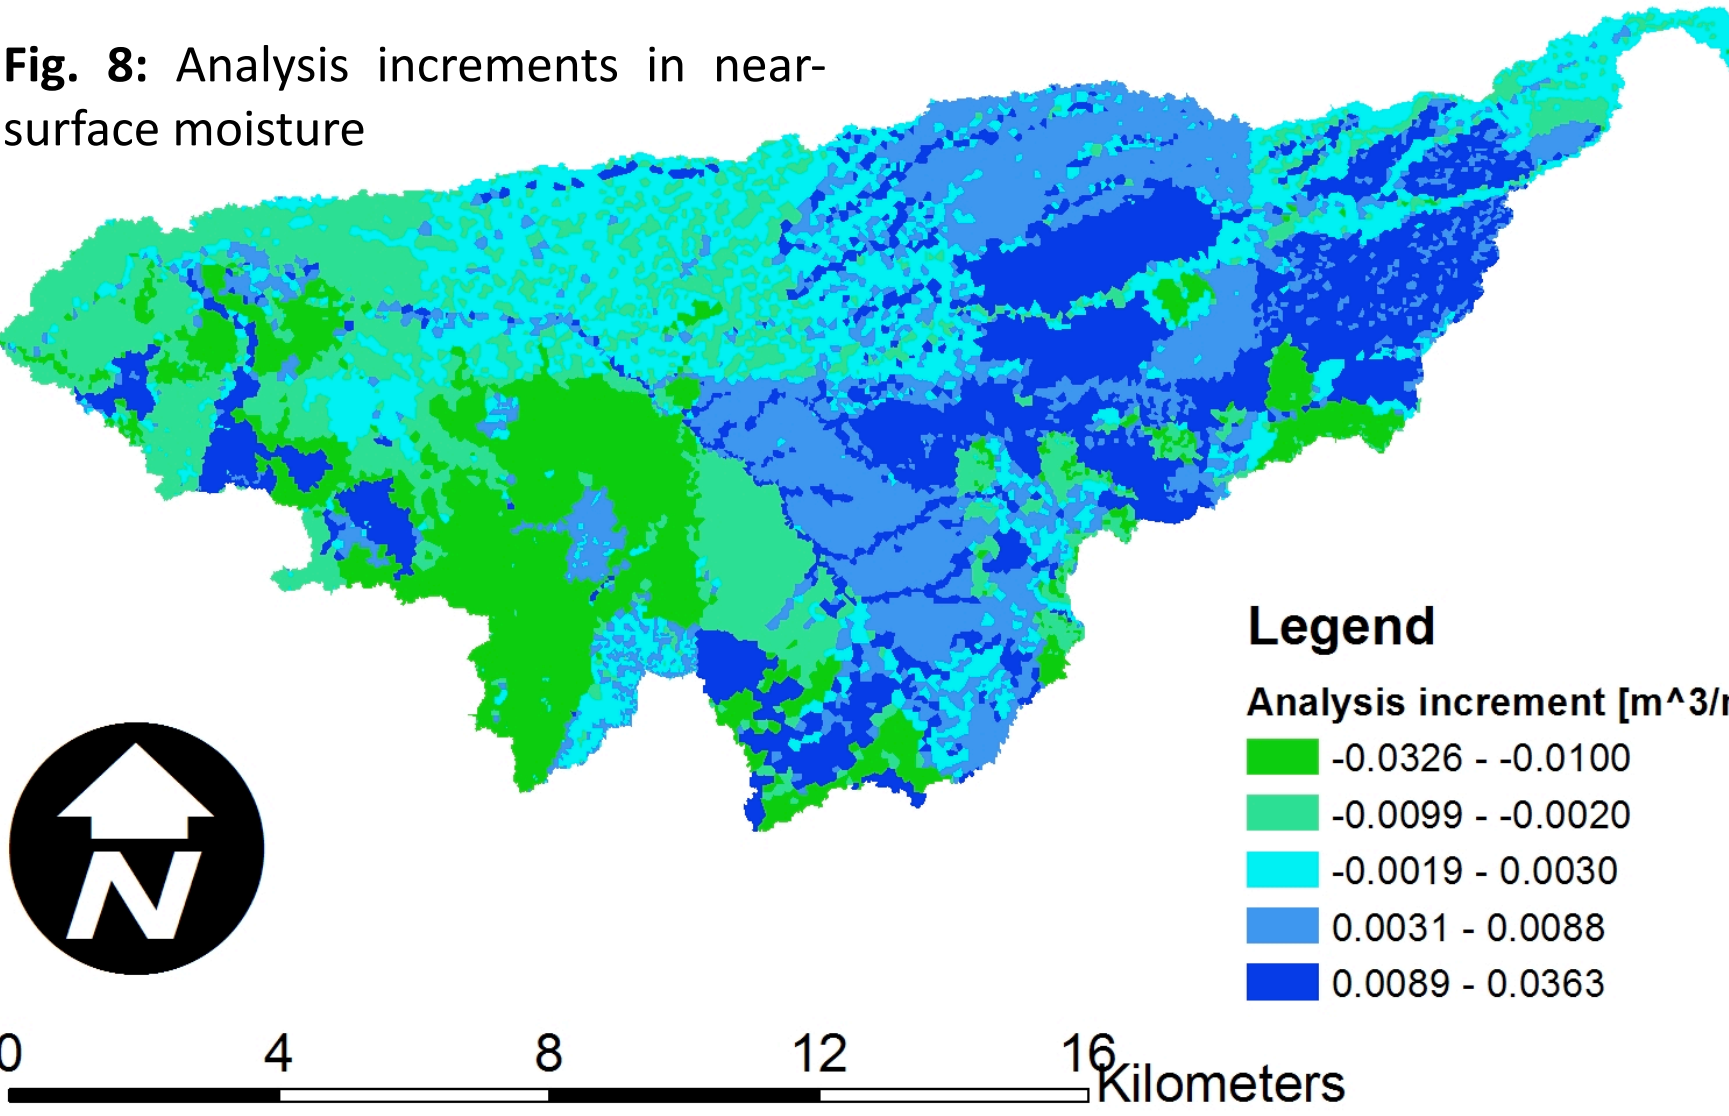 Fig. 8: Analysis increments in near-
surface moisture
Legend
Analysis increment [m^3/
-0.0326 - -0.0100
-0.0099 - -0.0020
-0.0019 - 0.0030
0.0031 - 0.0088
0.0089 - 0.0363
N
0 4 8 12 16
Kilometers